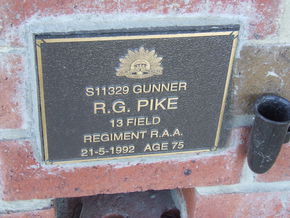 S11329 GUNNER
R.G. PIKE
13 FIELD
REGIMENT R.A.A.
21-5-1992 AGE 75